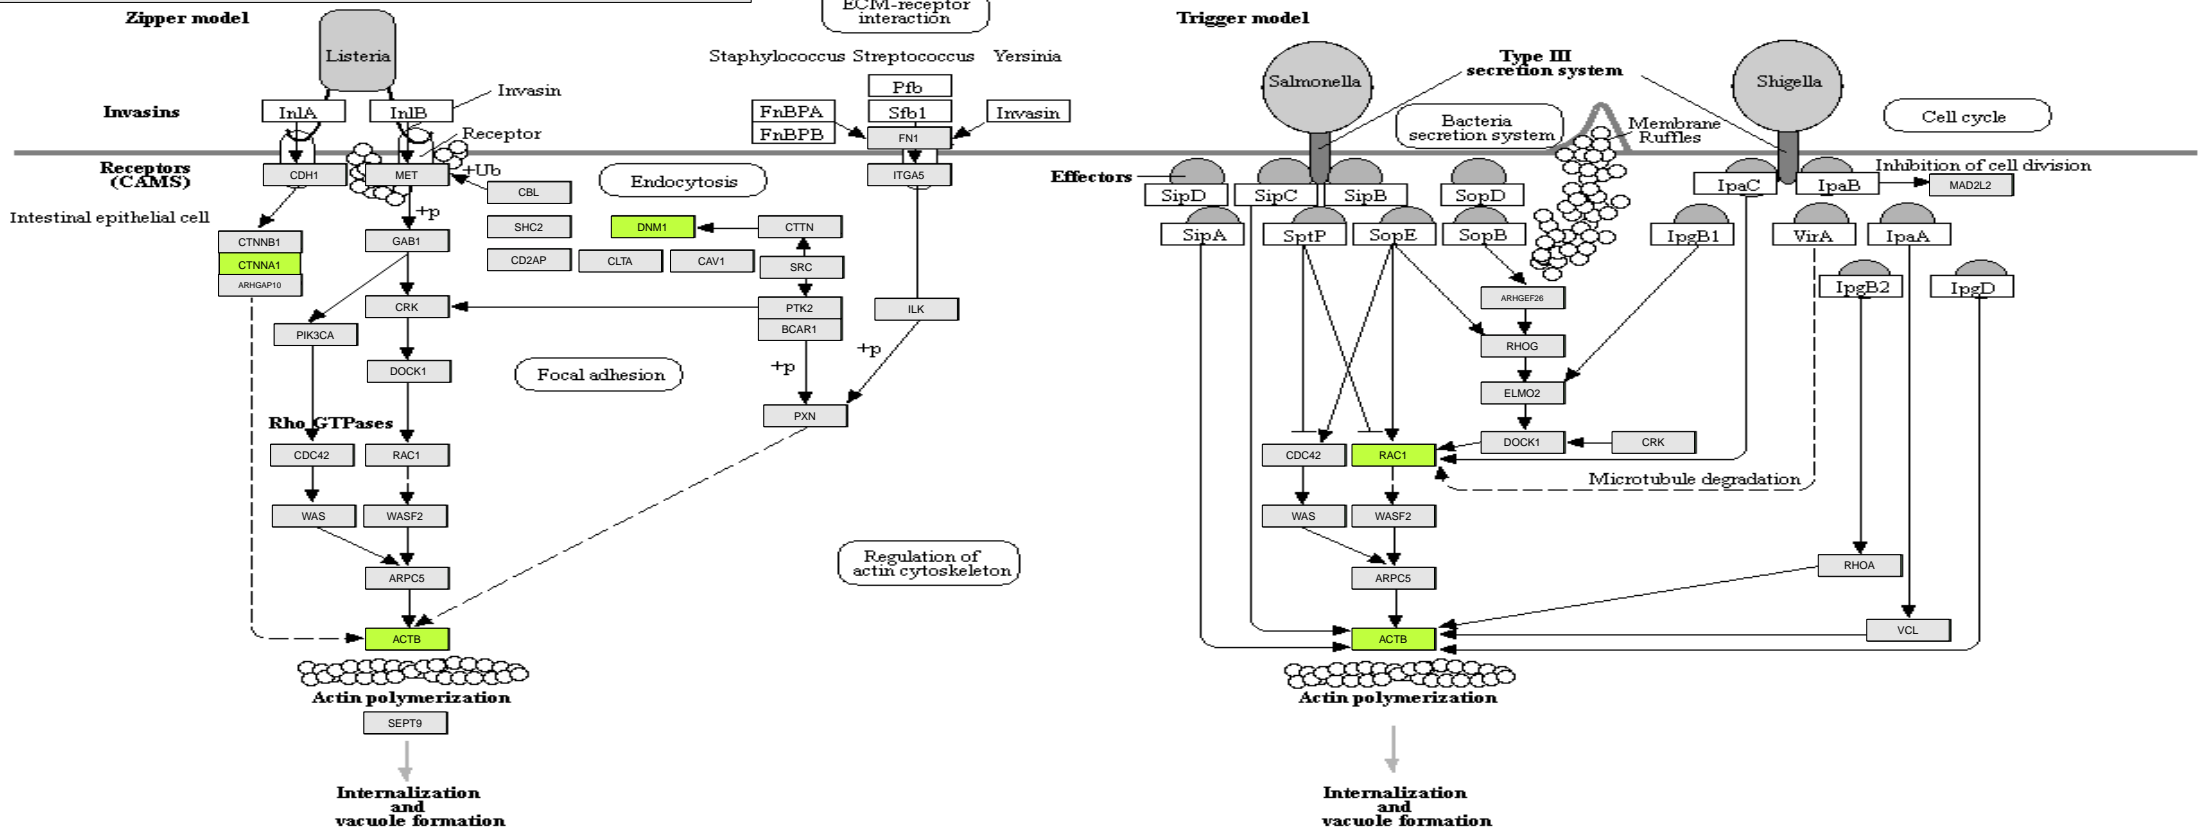 ECM-receptor
interaction
Zipper model
Trigger model
Listeria
Staphylococcus Streptococcus Yersinia
Salmonella
Type III
secretion system
Shigella
Invasins
InlA
InlB
Invasin
Receptor
FnBPA
FnBPB
Pfb
Sfb1
FN1
Invasin
Bacteria
secretion system
Membrane
Ruffles
Cell cycle
Receptors
(CAMS)
CDH1
MET
+Ub
CBL
Endocytosis
ITGA5
Effectors
SipD
SipC
SipB
SopD
IpaC
IpaB
Inhibition of cell division
MAD2L2
Intestinal epithelial cell
+p
SHC2
DNM1
CTTN
SipA
SptP
SopE
SopB
IpgB1
VirA
IpaA
CTNNB1
CTNNA1
ARHGAP10
GAB1
CD2AP
CLTA
CAV1
SRC
IpgB2
IpgD
CRK
PTK2
BCAR1
ILK
ARHGEF26
PIK3CA
RHOG
DOCK1
Focal adhesion
+p
+p
ELMO2
PXN
Rho GTPases
CDC42
RAC1
CDC42
RAC1
DOCK1
CRK
Microtubule degradation
WAS
WASF2
WAS
WASF2
Regulation of
actin cytoskeleton
ARPC5
ARPC5
RHOA
ACTB
ACTB
VCL
Actin polymerization
Actin polymerization
SEPT9
Internalization
and
vacuole formation
Internalization
and
vacuole formation